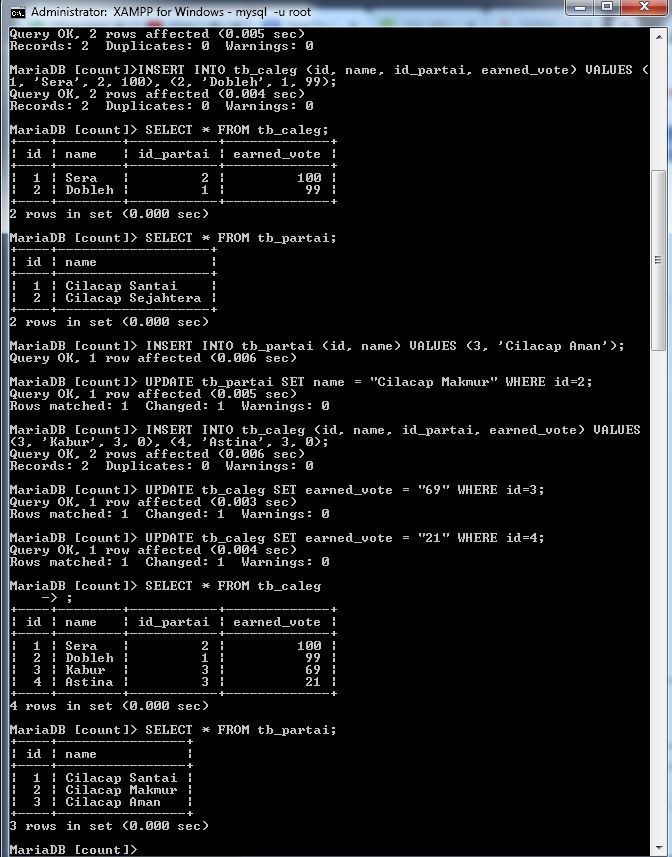 Administrator: XAMPP for Windows - mysql -u root
Query OK, 2 rows affected (0.005 sec)
Records: 2  Duplicates: 0  Warnings: 0
MariaDB [count]>INSERT INTO tb_caleg (id, name, id_partai, earned_vote) VALUES (
1, 'Sera', 2, 100), (2, 'Dobleh', 1, 99);
Query OK, 2 rows affected (0.004 sec)
Records: 2  Duplicates: 0  Warnings: 0
MariaDB [count]> SELECT * FROM tb_caleg;
+----+--------+-----------+-------------+
| id | name   | id_partai | earned_vote |
+----+--------+-----------+-------------+
|  1 | Sera   |         2 |         100 |
|  2 | Dobleh |         1 |          99 |
+----+--------+-----------+-------------+
2 rows in set (0.000 sec)
MariaDB [count]> SELECT * FROM tb_partai;
+----+-------------------+
| id | name              |
+----+-------------------+
|  1 | Cilacap Santai    |
|  2 | Cilacap Sejahtera |
+----+-------------------+
2 rows in set (0.000 sec)
MariaDB [count]> INSERT INTO tb_partai (id, name) VALUES (3, 'Cilacap Aman');
Query OK, 1 row affected (0.006 sec)
MariaDB [count]> UPDATE tb_partai SET name = "Cilacap Makmur" WHERE id=2;
Query OK, 1 row affected (0.005 sec)
Rows matched: 1  Changed: 1  Warnings: 0
MariaDB [count]> INSERT INTO tb_caleg (id, name, id_partai, earned_vote) VALUES
(3, 'Kabur', 3, 0), (4, 'Astina', 3, 0);
Query OK, 2 rows affected (0.006 sec)
Records: 2  Duplicates: 0  Warnings: 0
MariaDB [count]> UPDATE tb_caleg SET earned_vote = "69" WHERE id=3;
Query OK, 1 row affected (0.003 sec)
Rows matched: 1  Changed: 1  Warnings: 0
MariaDB [count]> UPDATE tb_caleg SET earned_vote = "21" WHERE id=4;
Query OK, 1 row affected (0.004 sec)
Rows matched: 1  Changed: 1  Warnings: 0
MariaDB [count]> SELECT * FROM tb_caleg
    -> ;
+----+--------+-----------+-------------+
| id | name   | id_partai | earned_vote |
+----+--------+-----------+-------------+
|  1 | Sera   |         2 |         100 |
|  2 | Dobleh |         1 |          99 |
|  3 | Kabur  |         3 |          69 |
|  4 | Astina |         3 |          21 |
+----+--------+-----------+-------------+
4 rows in set (0.000 sec)
MariaDB [count]> SELECT * FROM tb_partai;
+----+----------------+
| id | name           |
+----+----------------+
|  1 | Cilacap Santai |
|  2 | Cilacap Makmur |
|  3 | Cilacap Aman   |
+----+----------------+
3 rows in set (0.000 sec)
MariaDB [count]>